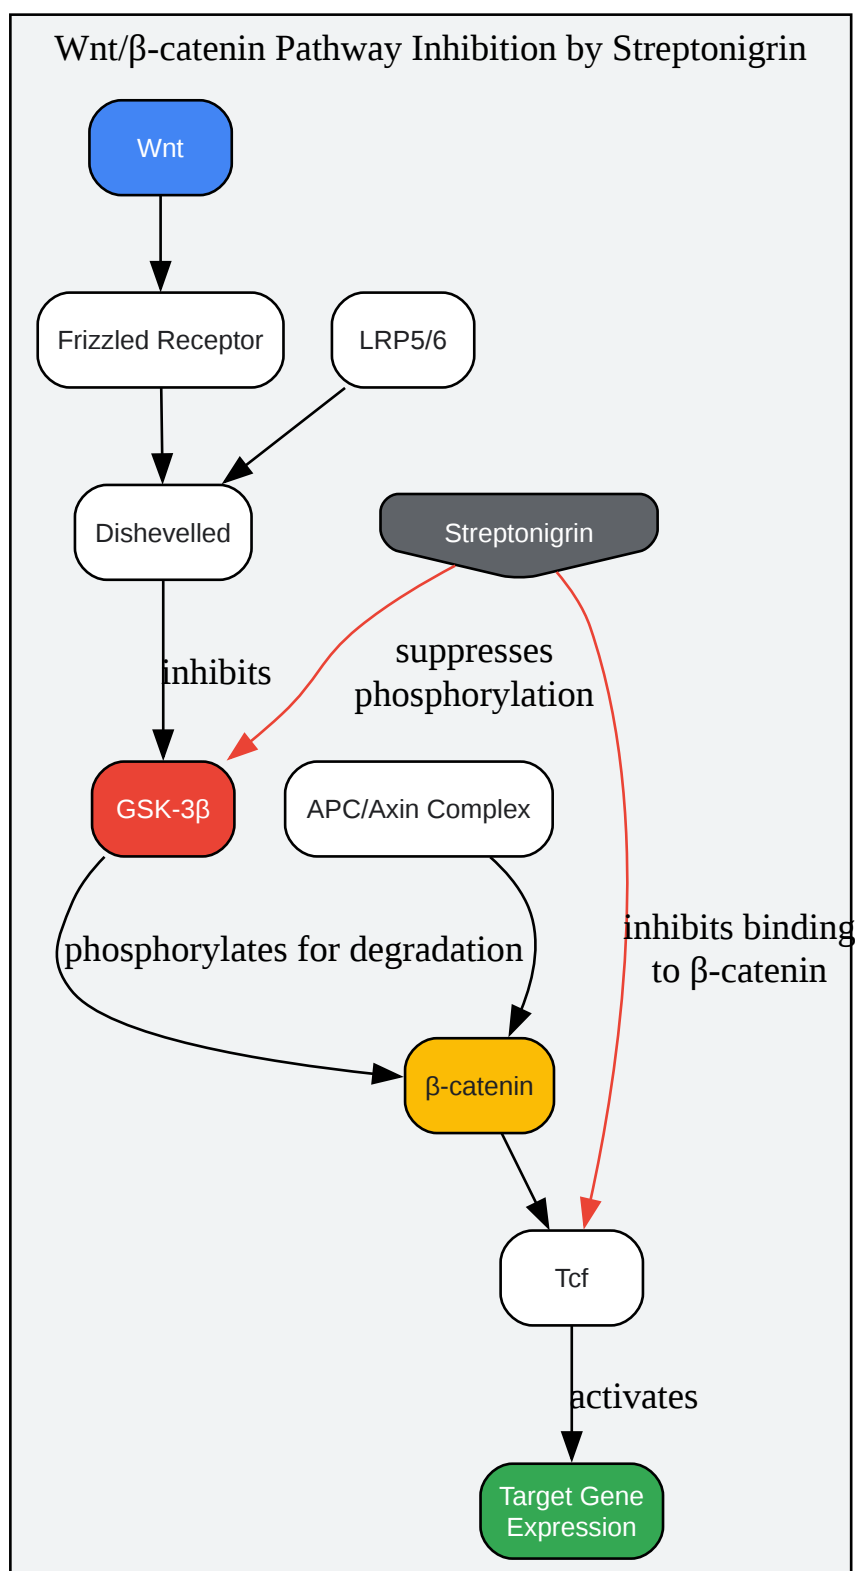 Wnt/β-catenin Pathway Inhibition by Streptonigrin
Wnt
Frizzled Receptor
LRP5/6
Dishevelled
Streptonigrin
inhibits
suppresses
phosphorylation
GSK-3β
APC/Axin Complex
phosphorylates for degradation
inhibits binding
to β-catenin
β-catenin
Tcf
activates
Target Gene
Expression